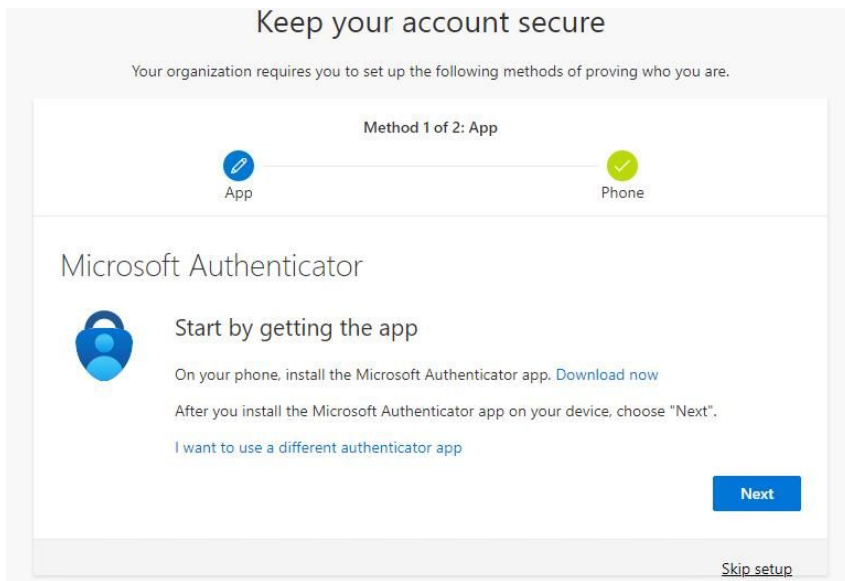 Keep your account secure
Your organization requires you to set up the following methods of proving who you are.
Method 1 of 2: App
App
Phone
Microsoft Authenticator
Start by getting the app
On your phone, install the Microsoft Authenticator app. Download now
After you install the Microsoft Authenticator app on your device, choose "Next".
I want to use a different authenticator app
Next
Skip setup